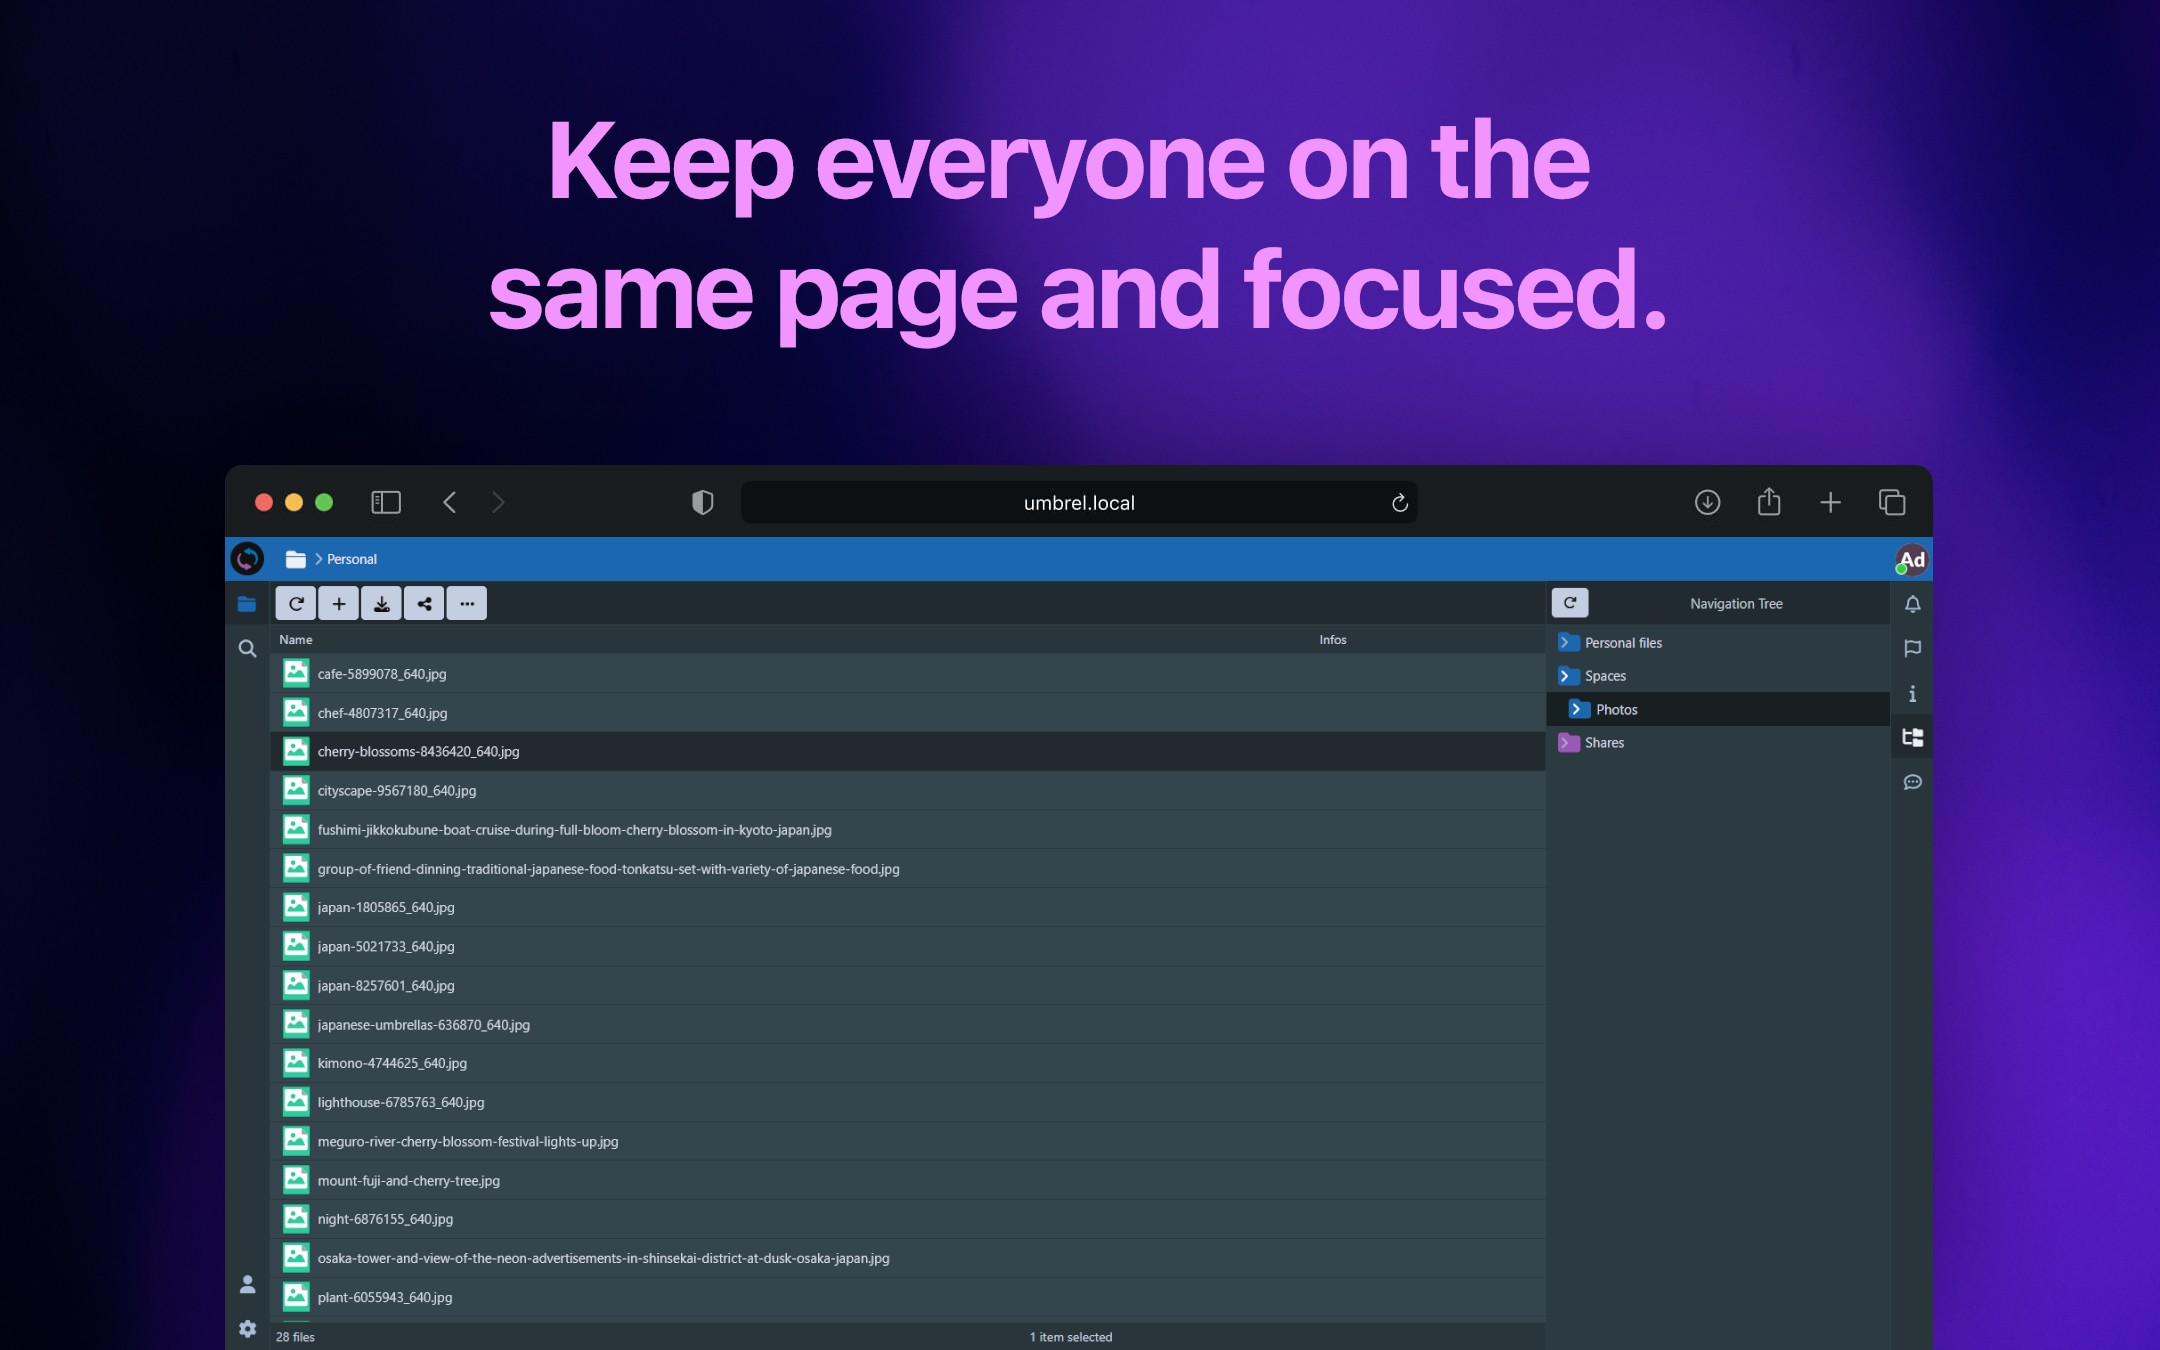 Keep everyone on the
same page and focused.
umbrel.local
Personal
Ad
Navigation Tree
Name
Infos
cafe-5899078_640.jpg
chef-4807317_640.jpg
cherry-blossoms-8436420_640.jpg
cityscape-9567180_640.jpg
fushimi-jikkokubune-boat-cruise-during-full-bloom-cherry-blossom-in-kyoto-japan.jpg
group-of-friend-dinning-traditional-japanese-food-tonkatsu-set-with-variety-of-japanese-food.jpg
japan-1805865_640.jpg
japan-5021733_640.jpg
japan-8257601_640.jpg
japanese-umbrellas-636870_640.jpg
kimono-4744625_640.jpg
lighthouse-6785763_640.jpg
meguro-river-cherry-blossom-festival-lights-up.jpg
mount-fuji-and-cherry-tree.jpg
night-6876155_640.jpg
osaka-tower-and-view-of-the-neon-advertisements-in-shinsekai-district-at-dusk-osaka-japan.jpg
plant-6055943_640.jpg
28 files
1 item selected
Personal files
Spaces
Photos
Shares